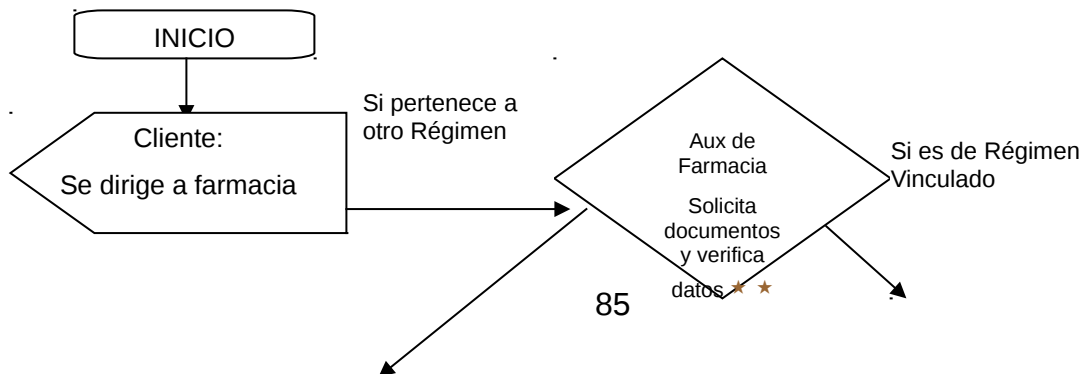 INICIO
Cliente:
Se dirige a farmacia
Si pertenece a
otro Régimen
Aux de
Farmacia
Solicita
documentos
y verifica
datos ★ ★
Si es de Régimen
Vinculado
85